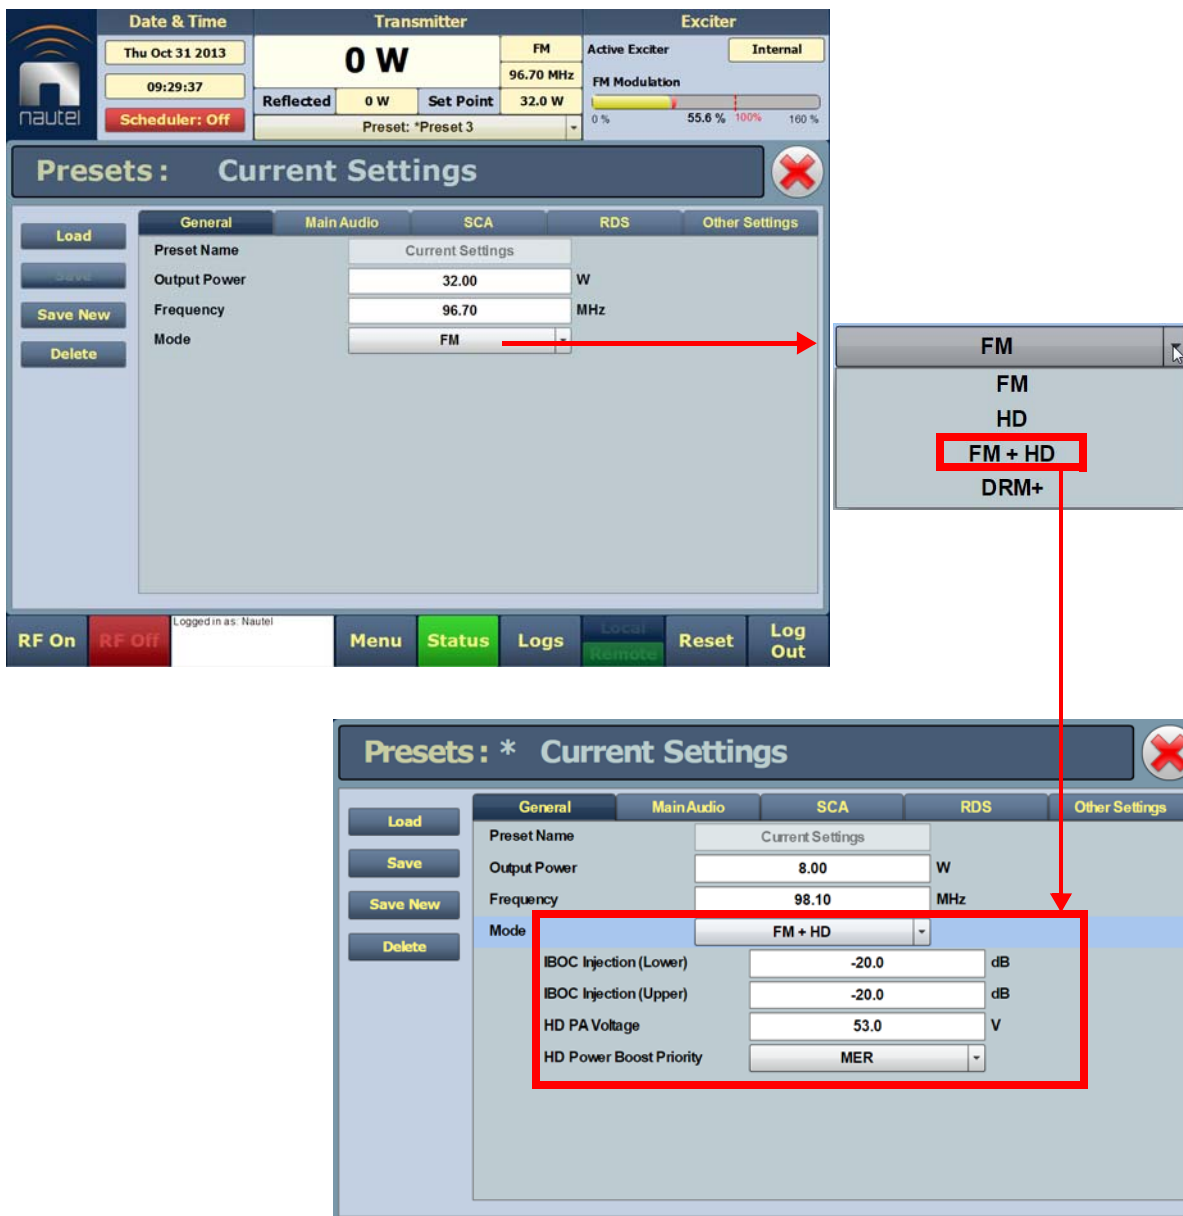 Date & Time
Transmitter
Exciter
nautel
Thu Oct 31 2013
09:29:37
Scheduler: Off
0 W
FM
96.70 MHz
Reflected
0 W
Set Point
32.0 W
Preset: *Preset 3
Active Exciter
Internal
FM Modulation
0 %
55.6 %
100%
160 %
Presets: Current Settings
Load
Save
Save New
Delete
General
Main Audio
SCA
RDS
Other Settings
Preset Name
Current Settings
Output Power
32.00
W
Frequency
96.70
MHz
Mode
FM
FM
FM
HD
FM + HD
DRM+
RF On
RF Off
Logged in as: Nautel
Menu
Status
Logs
Local
Remote
Reset
Log
Out
Presets: * Current Settings
Load
Save
Save New
Delete
General
Main Audio
SCA
RDS
Other Settings
Preset Name
Current Settings
Output Power
8.00
W
Frequency
98.10
MHz
Mode
FM + HD
IBOC Injection (Lower)
-20.0
dB
IBOC Injection (Upper)
-20.0
dB
HD PA Voltage
53.0
V
HD Power Boost Priority
MER